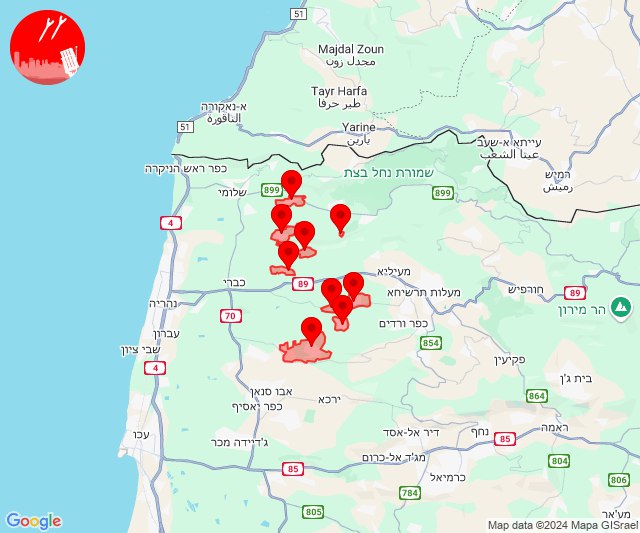 51
Majdal Zoun
מג'דל זון
Tayr Harfa
طير حرفا
א-נאקורה
الناقورة
51
Yarine
يارين
עייתא א-שעב
عيتا الشعب
רמיש
رميش
כפר ראש הניקרה
שמורת נחל בצת
שלומי
899
899
4
מעיליא
כברי
89
מעלות תרשיחא
חורפיש
89
הר מירון
נהריה
70
כפר ורדים
עברון
854
שבי ציון
פקיעין
4
בית ג'ן
אבו סנאן
864
כפר יאסיף
ירכא
ראמה
עכו
דיר אל-אסד
נחף
85
ג'דיידה מכר
מג'ד אל-כרום
804
85
כרמיאל
806
784
805
מע'אר
Google
Map data ©2024 Mapa GISrael